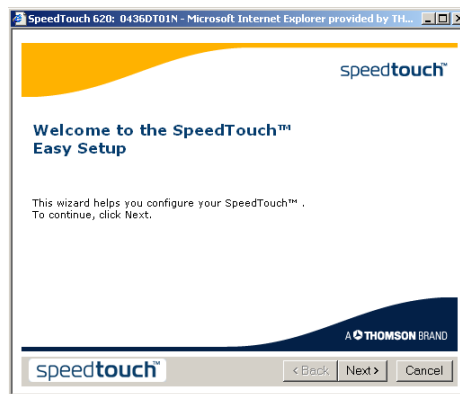 SpeedTouch 620: 0436DT01N - Microsoft Internet Explorer provided by TH...
speedtouch™
Welcome to the SpeedTouch™
Easy Setup
This wizard helps you configure your SpeedTouch™ .
To continue, click Next.
A THOMSON BRAND
speedtouch™
< Back
Next >
Cancel